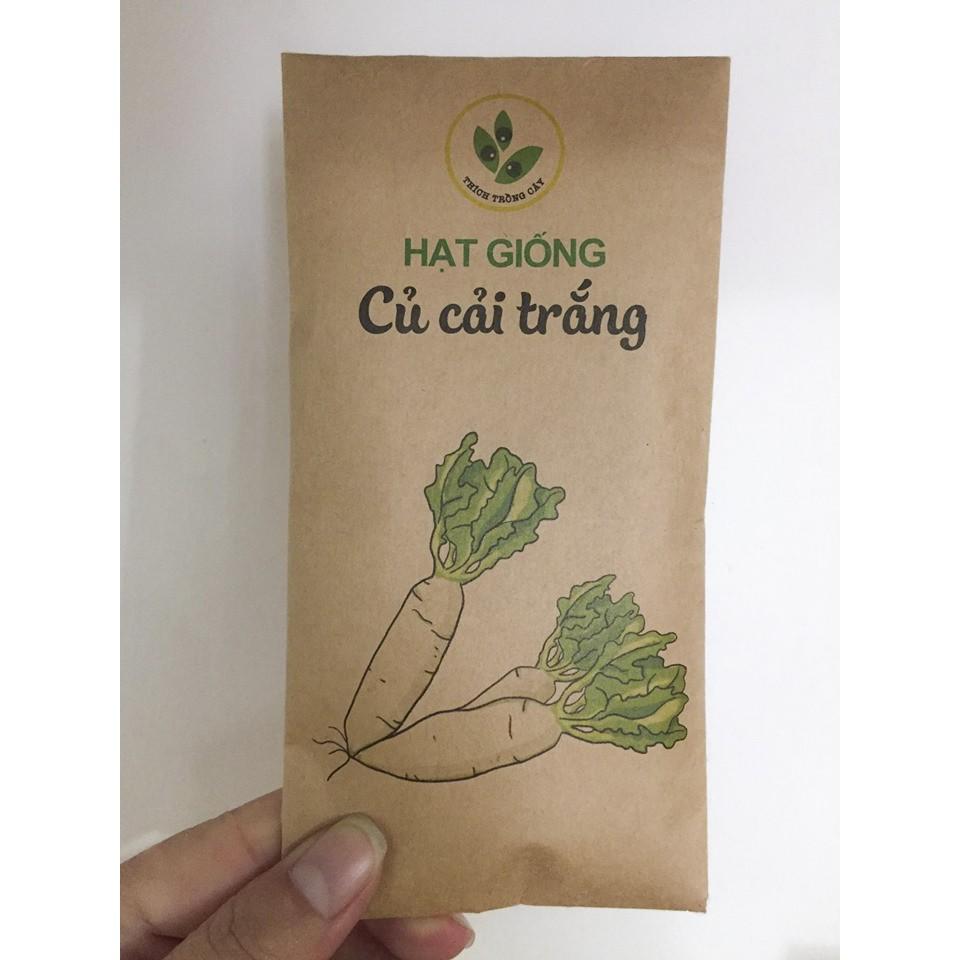 THÍCH TRỒNG CÂY
HẠT GIỐNG
Củ cải trắng